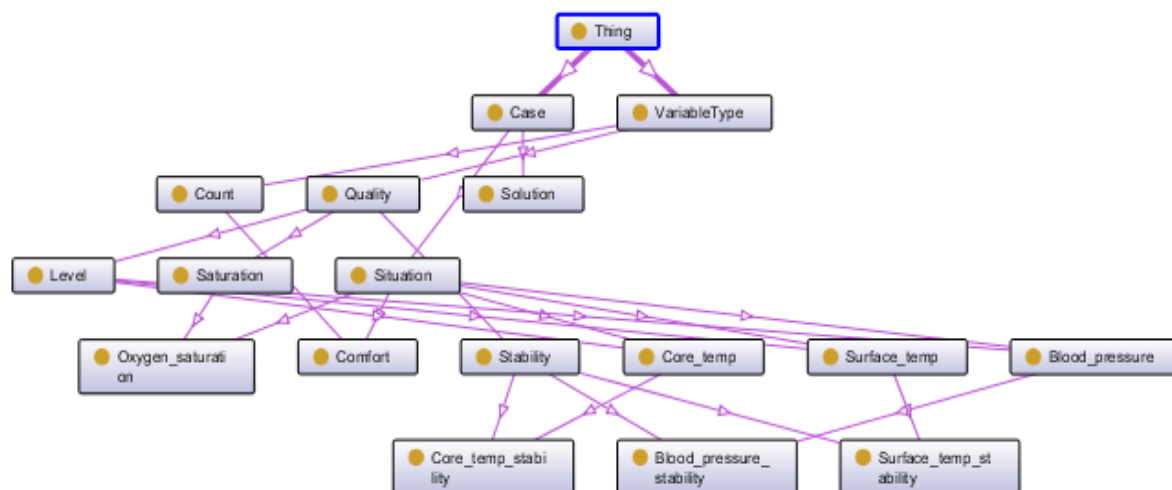 Thing
Case
VariableType
Count
Quality
Solution
Level
Saturation
Situation
Oxygen_saturati
on
Comfort
Stability
Core_temp
Surface_temp
Blood_pressure
Core_temp_stabi
lity
Blood_pressure_
stability
Surface_temp_st
ability